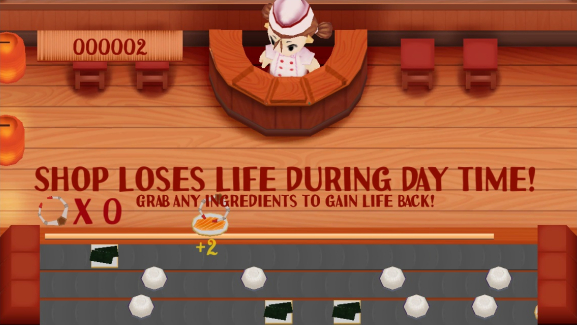 000002
SHOP LOSES LIFE DURING DAY TIME!
GRAB ANY INGREDIENTS TO GAIN LIFE BACK!
X 0
+2